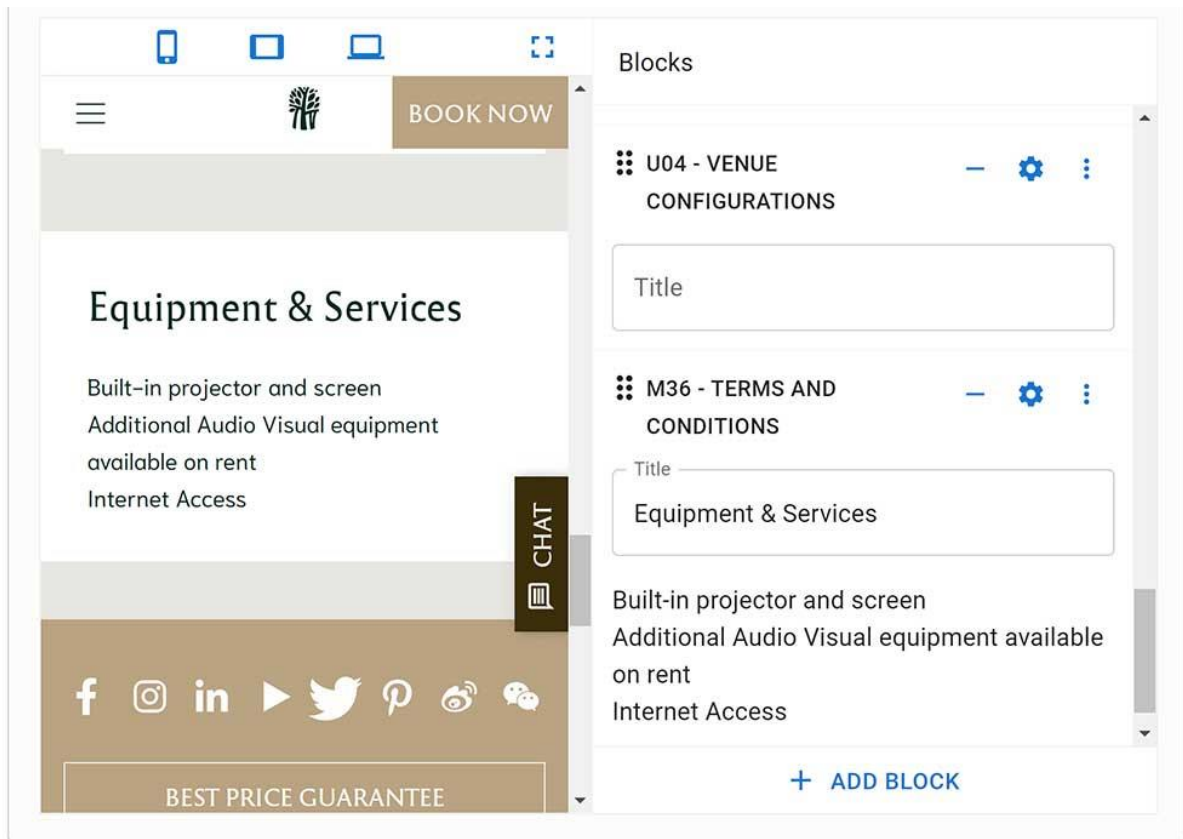 BOOK NOW
Equipment & Services
Built-in projector and screen
Additional Audio Visual equipment
available on rent
Internet Access
CHAT
BEST PRICE GUARANTEE
Blocks
U04 - VENUE
CONFIGURATIONS
Title
M36 - TERMS AND
CONDITIONS
Title
Equipment & Services
Built-in projector and screen
Additional Audio Visual equipment available
on rent
Internet Access
+ ADD BLOCK